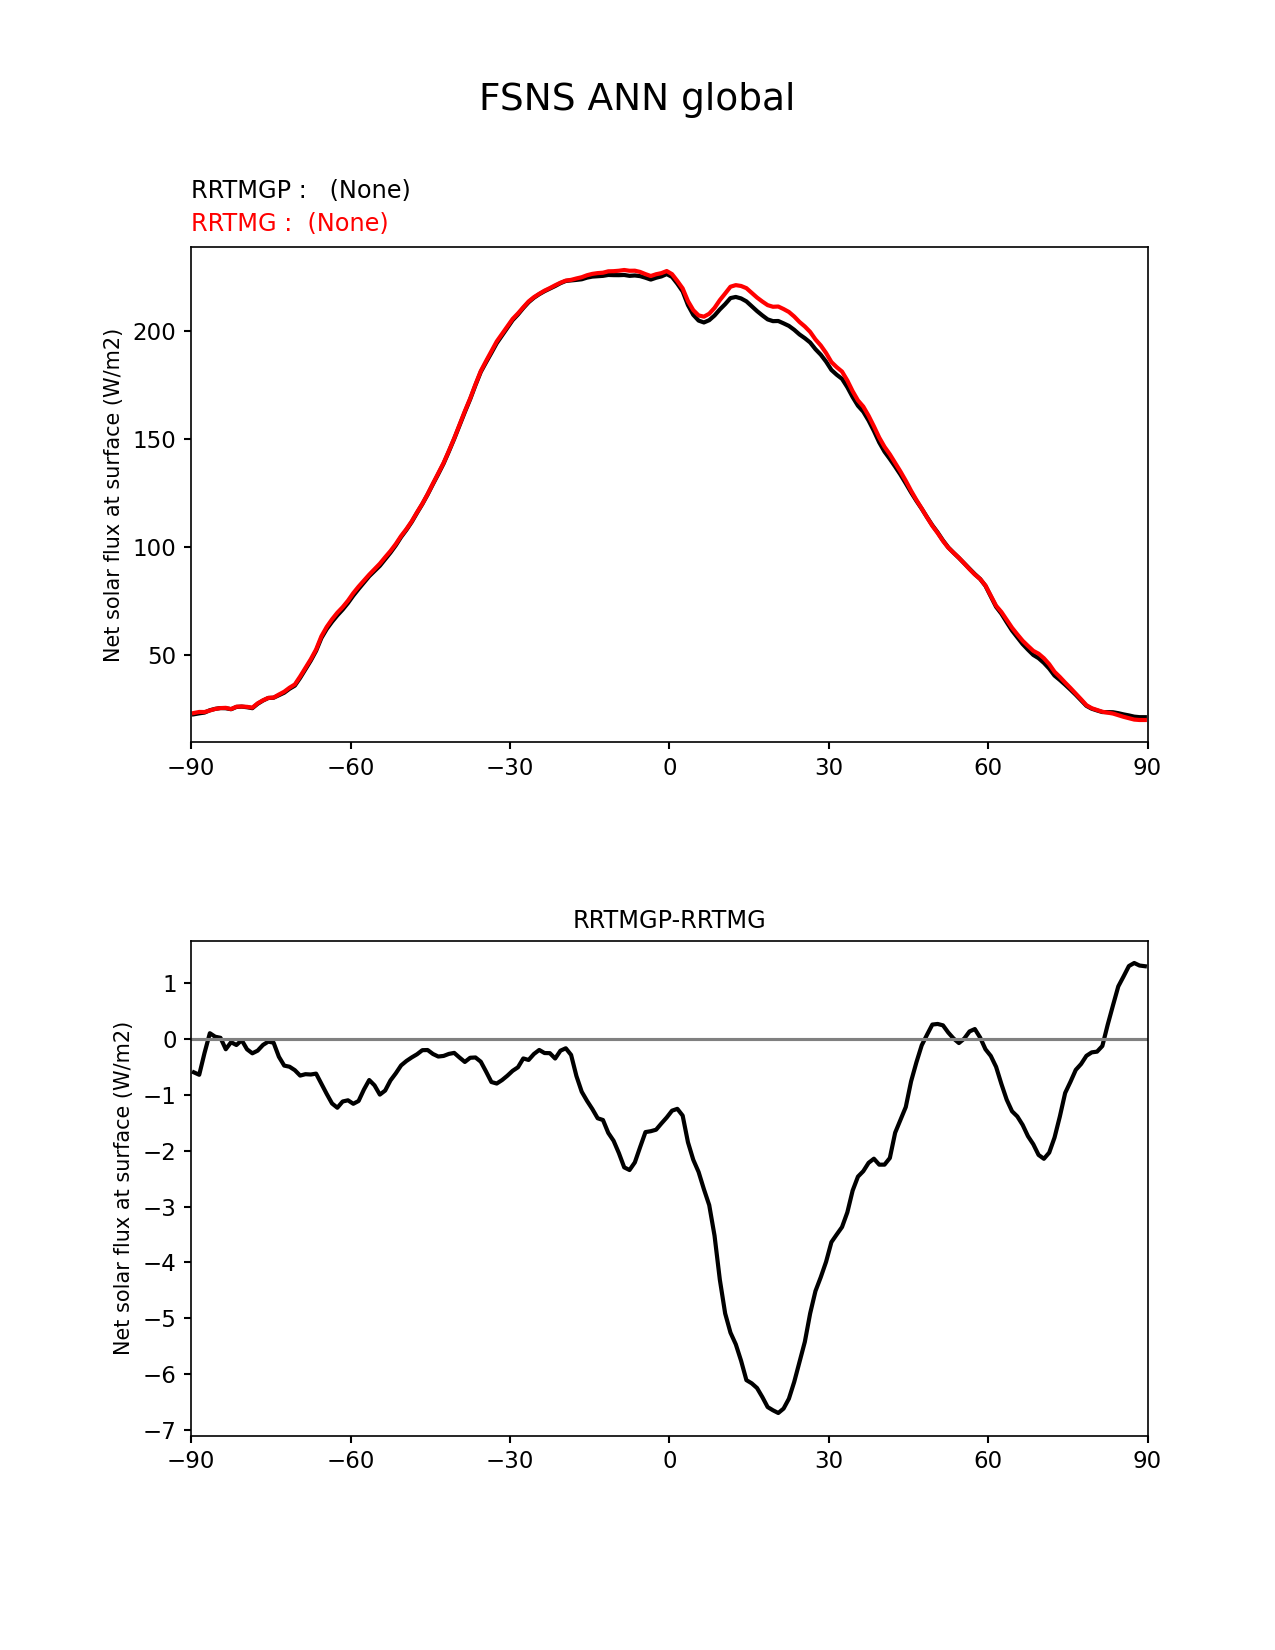 FSNS ANN global
RRTMGP :   (None)
RRTMG :  (None)
Net solar flux at surface (W/m2)
200
150
100
50
−90 −60 −30 0 30 60 90
RRTMGP-RRTMG
Net solar flux at surface (W/m2)
1
0
−1
−2
−3
−4
−5
−6
−7
−90 −60 −30 0 30 60 90